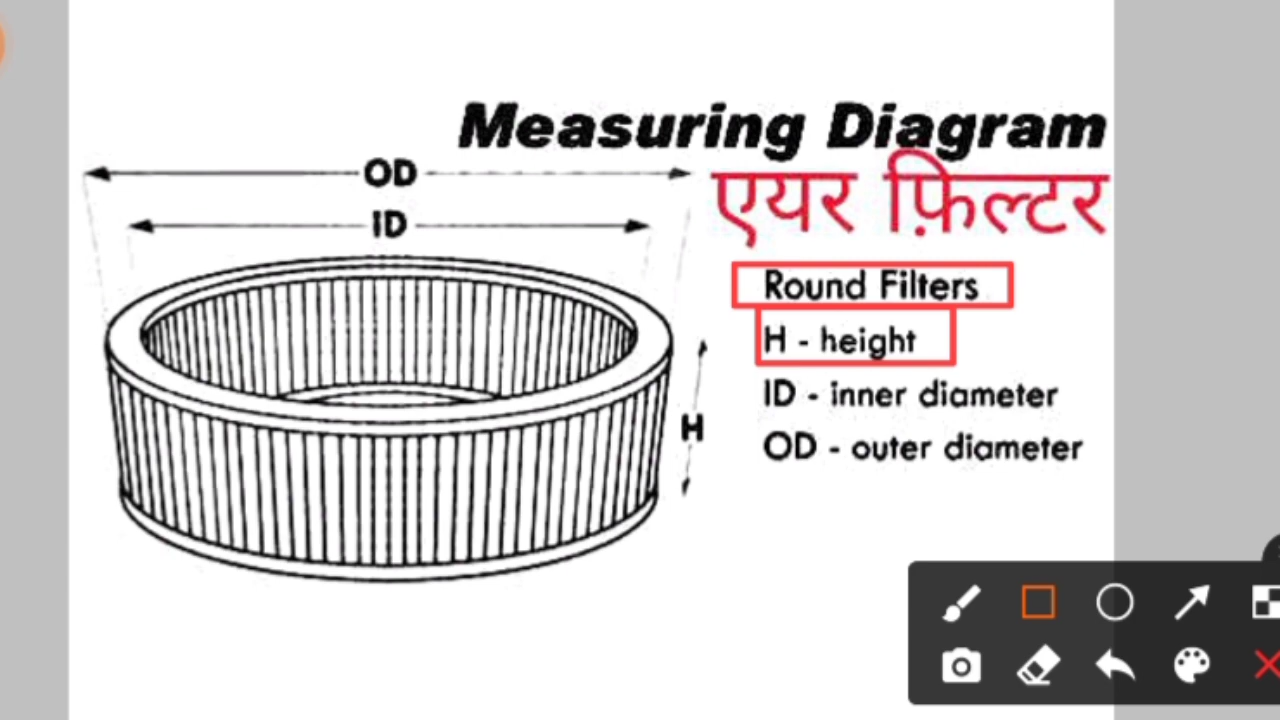 Measuring Diagram
OD
एयर फ़िल्टर
ID
Round Filters
H - height
ID - inner diameter
H
OD - outer diameter